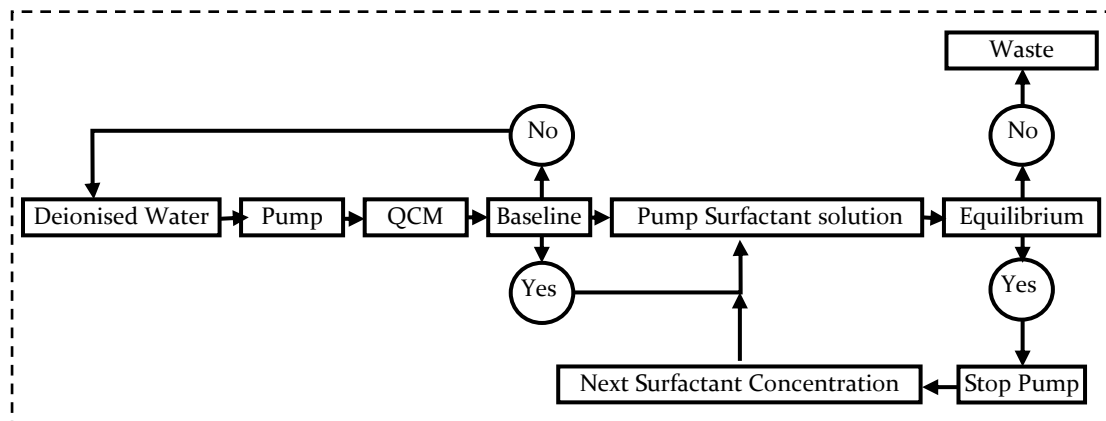 Waste
No
No
Deionised Water
Pump
QCM
Baseline
Pump Surfactant solution
Equilibrium
Yes
Yes
Next Surfactant Concentration
Stop Pump